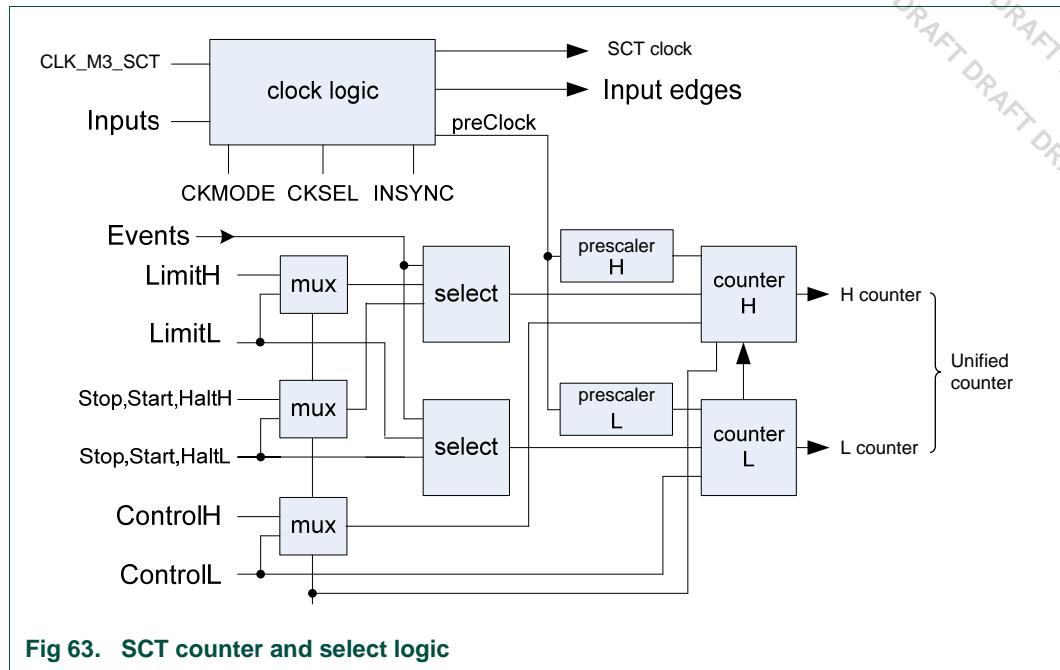 DRAFT DRAFT DRA
DRAFT DR
CLK_M3_SCT
SCT clock
clock logic
Input edges
Inputs
preClock
CKMODE CKSEL INSYNC
Events
prescaler
H
LimitH
mux
select
counter
H
H counter
LimitL
Unified
counter
Stop,Start,HaltH
mux
prescaler
L
Stop,Start,HaltL
select
counter
L
L counter
ControlH
mux
ControlL
Fig 63. SCT counter and select logic